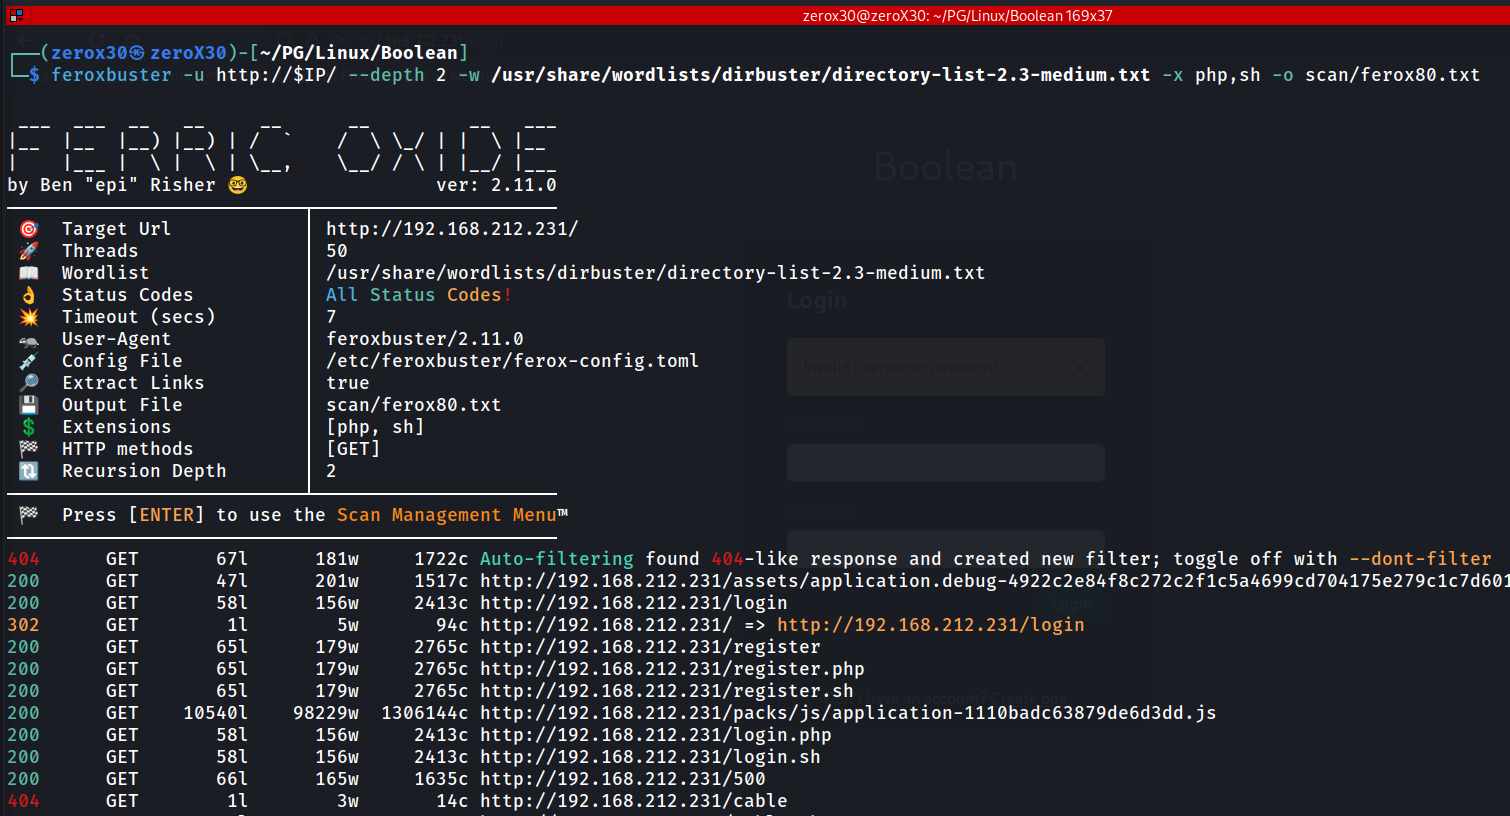 zerox30@zeroX30: ~/PG/Linux/Boolean 169x37
┌──(zerox30㉿zeroX30)-[~/PG/Linux/Boolean]
└─$ feroxbuster -u http://$IP/ --depth 2 -w /usr/share/wordlists/dirbuster/directory-list-2.3-medium.txt -x php,sh -o scan/ferox80.txt
FERRIC OXIDE
by Ben "epi" Risher 🤓 ver: 2.11.0
🎯 Target Url │ http://192.168.212.231/
🚀 Threads │ 50
📖 Wordlist │ /usr/share/wordlists/dirbuster/directory-list-2.3-medium.txt
👌 Status Codes │ All Status Codes!
💥 Timeout (secs) │ 7
🦡 User-Agent │ feroxbuster/2.11.0
💉 Config File │ /etc/feroxbuster/ferox-config.toml
🔎 Extract Links │ true
💾 Output File │ scan/ferox80.txt
💲 Extensions │ [php, sh]
🏁 HTTP methods │ [GET]
🔃 Recursion Depth │ 2
🏁 Press [ENTER] to use the Scan Management Menu™
404 GET 67l 181w 1722c Auto-filtering found 404-like response and created new filter; toggle off with --dont-filter
200 GET 47l 201w 1517c http://192.168.212.231/assets/application.debug-4922c2e84f8c272c2f1c5a4699cd704175e279c1c7d601
200 GET 58l 156w 2413c http://192.168.212.231/login
302 GET 1l 5w 94c http://192.168.212.231/ => http://192.168.212.231/login
200 GET 65l 179w 2765c http://192.168.212.231/register
200 GET 65l 179w 2765c http://192.168.212.231/register.php
200 GET 65l 179w 2765c http://192.168.212.231/register.sh
200 GET 10540l 98229w 1306144c http://192.168.212.231/packs/js/application-1110badc63879de6d3dd.js
200 GET 58l 156w 2413c http://192.168.212.231/login.php
200 GET 58l 156w 2413c http://192.168.212.231/login.sh
200 GET 66l 165w 1635c http://192.168.212.231/500
404 GET 1l 3w 14c http://192.168.212.231/cable
Boolean
Login
Invalid username/password
Password
Login
have an account? Create one